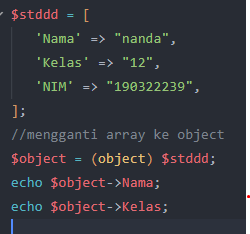 $stddd = [
'Nama' => "nanda",
'Kelas' => "12",
'NIM' => "190322239",
];
//mengganti array ke object
$object = (object) $stddd;
echo $object->Nama;
echo $object->Kelas;